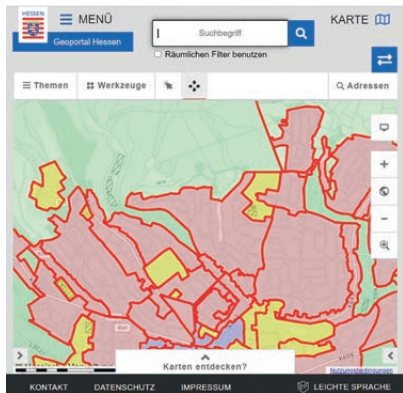 HESSEN
MENÜ
Geoportal Hessen
Suchbegriff
Räumlichen Filter benutzen
KARTE
Themen
Werkzeuge
Adressen
Karten entdecken?
Nutzungsbedingungen
KONTAKT
DATENSCHUTZ
IMPRESSUM
LEICHTE SPRACHE